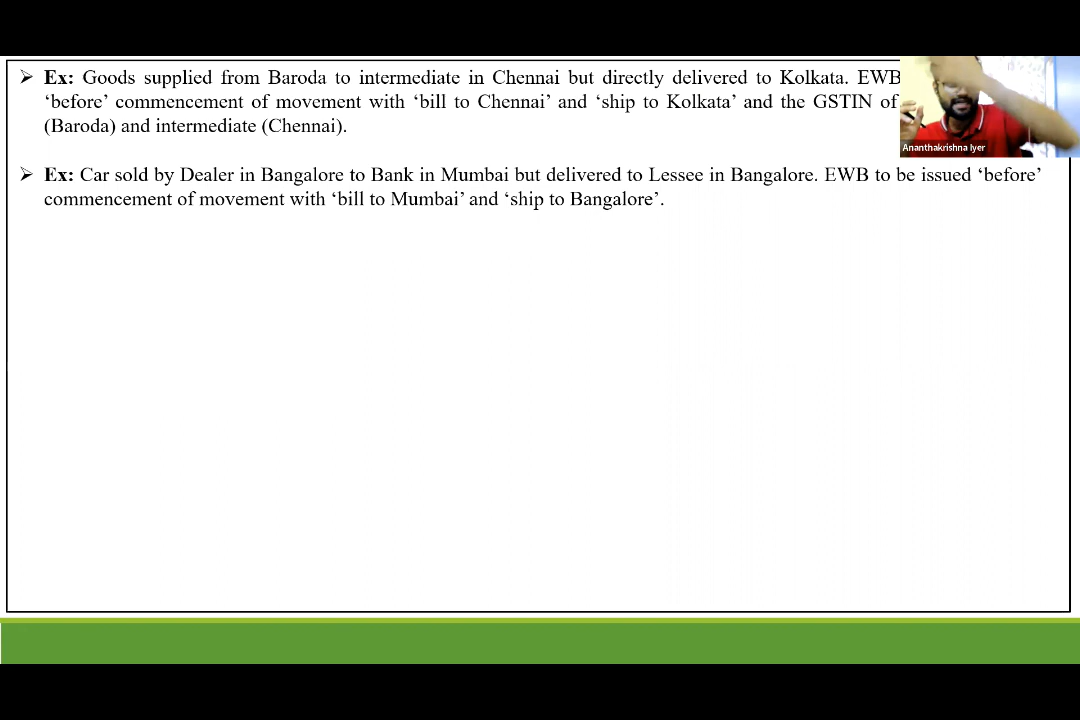 ➢ Ex: Goods supplied from Baroda to intermediate in Chennai but directly delivered to Kolkata. EWB
‘before’ commencement of movement with ‘bill to Chennai’ and ‘ship to Kolkata’ and the GSTIN of
(Baroda) and intermediate (Chennai).
Ananthakrishna Iyer
➢ Ex: Car sold by Dealer in Bangalore to Bank in Mumbai but delivered to Lessee in Bangalore. EWB to be issued ‘before’
commencement of movement with ‘bill to Mumbai’ and ‘ship to Bangalore’.